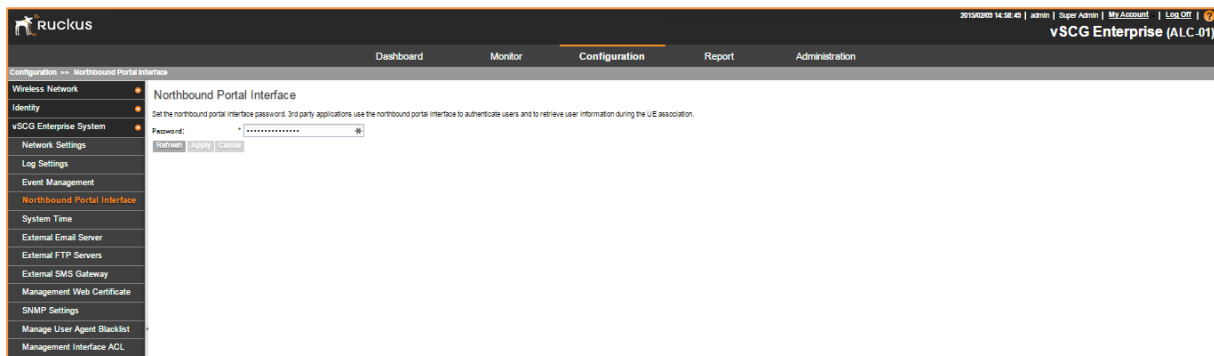 Ruckus
2015/02/03 14:58:45 | admin | Super Admin | My Account | Log Off | ?
vSCG Enterprise (ALC-01)
Dashboard Monitor Configuration Report Administration
Configuration >> Northbound Portal Interface
Wireless Network
Identity
vSCG Enterprise System
Network Settings
Log Settings
Event Management
Northbound Portal Interface
System Time
External Email Server
External FTP Servers
External SMS Gateway
Management Web Certificate
SNMP Settings
Manage User Agent Blacklist
Management Interface ACL
Northbound Portal Interface
Set the northbound portal interface password. 3rd party applications use the northbound portal interface to authenticate users and to retrieve user information during the UE association.
Password: * •••••••••••••••
Refresh Apply Cancel